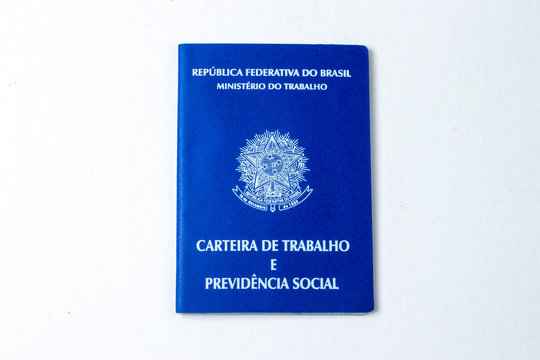 REPÚBLICA FEDERATIVA DO BRASIL
MINISTÉRIO DO TRABALHO
CARTEIRA DE TRABALHO
E
PREVIDÊNCIA SOCIAL